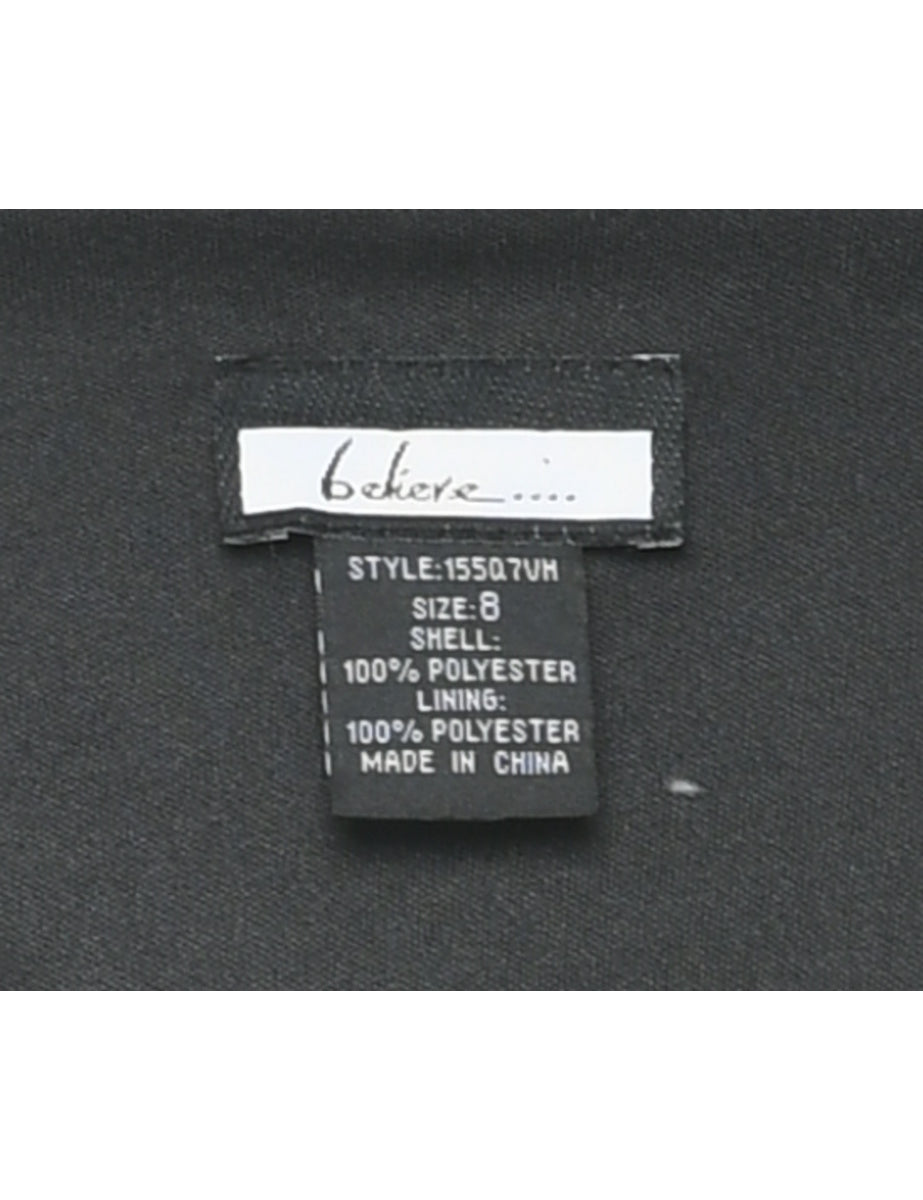 believe.....
STYLE:155Q7VH
SIZE:8
SHELL:
100% POLYESTER
LINING:
100% POLYESTER
MADE IN CHINA